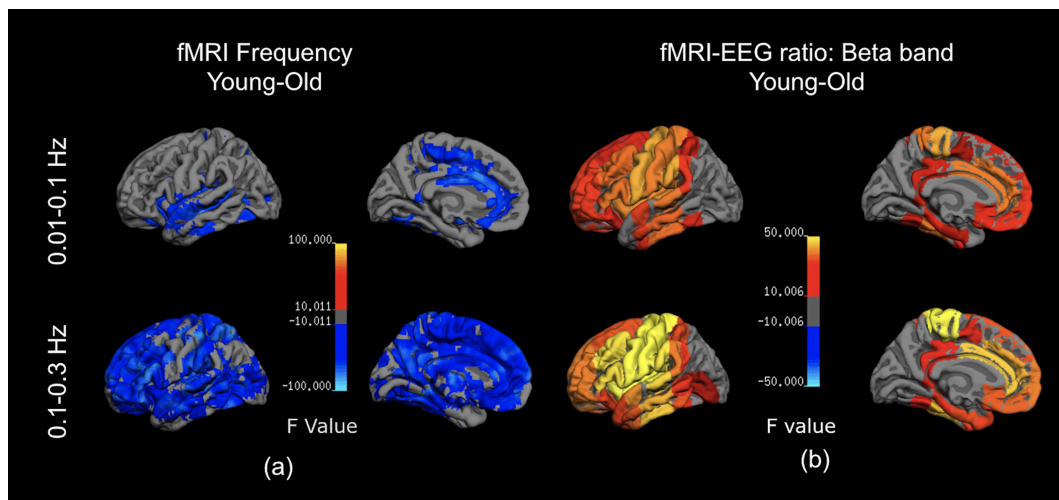 fMRI Frequency
Young-Old
fMRI-EEG ratio: Beta band
Young-Old
0.01-0.1 Hz
0.1-0.3 Hz
100.000
10.011
-10.011
-100.000
F Value
50.000
10.006
-10.006
-50.000
F value
(a)
(b)